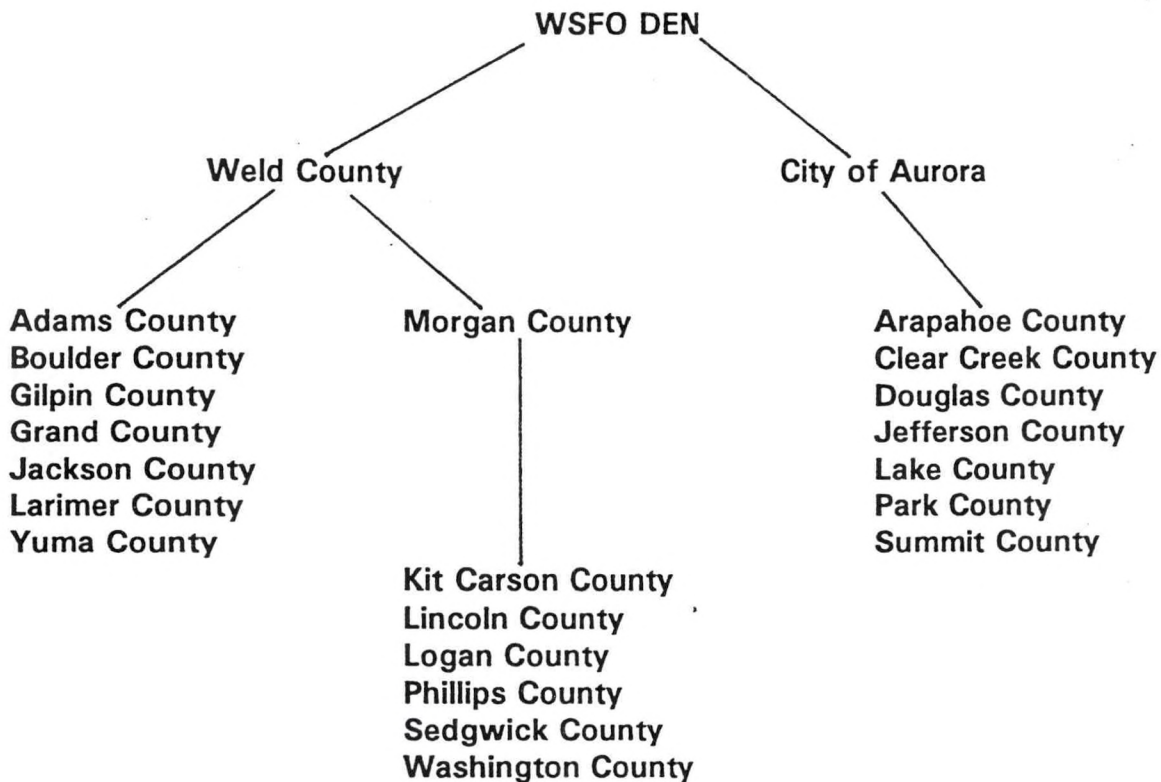 WSFO DEN
Weld County
City of Aurora
Adams County
Boulder County
Gilpin County
Grand County
Jackson County
Larimer County
Yuma County
Morgan County
Kit Carson County
Lincoln County
Logan County
Phillips County
Sedgwick County
Washington County
Arapahoe County
Clear Creek County
Douglas County
Jefferson County
Lake County
Park County
Summit County